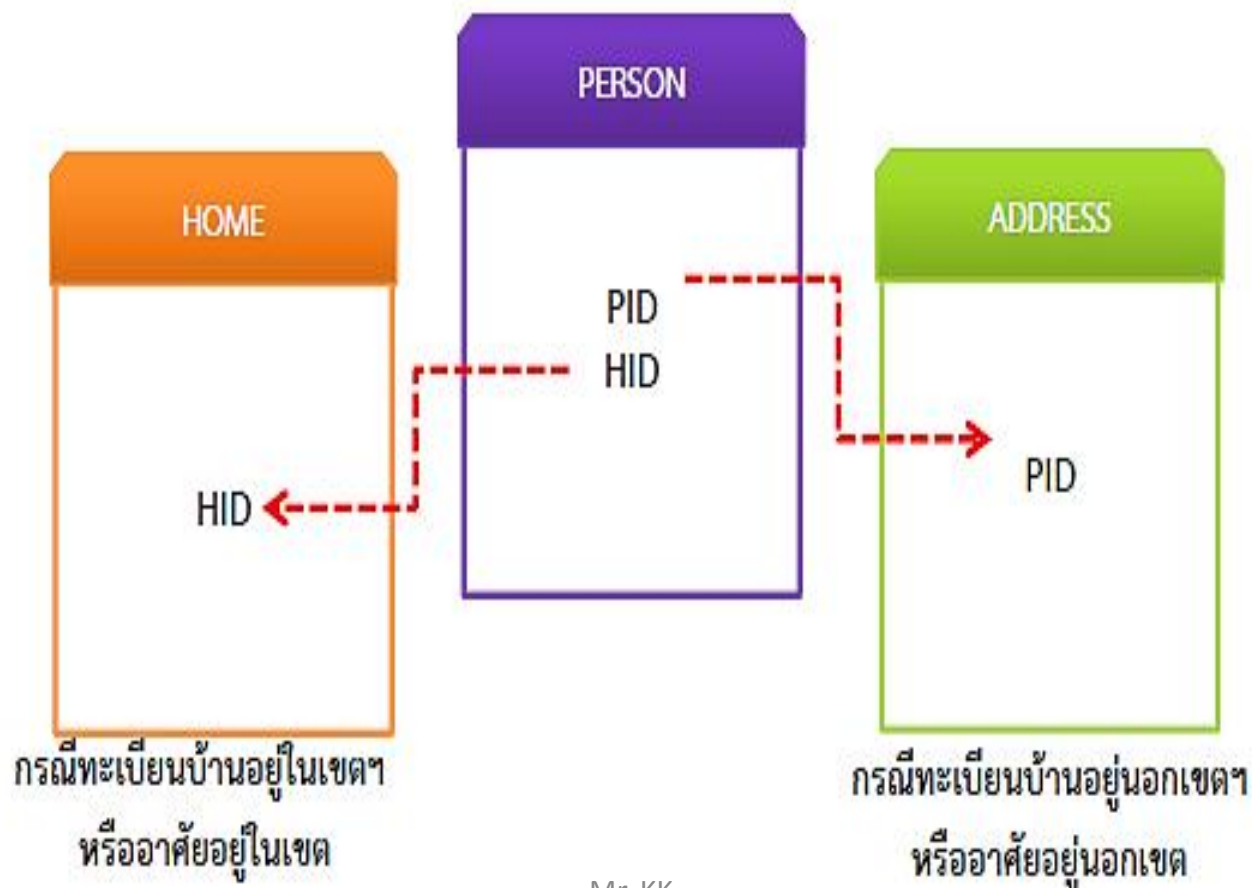 PERSON
HOME
ADDRESS
PID
HID
HID
PID
กรณีทะเบียนบ้านอยู่ในเขตฯ
หรืออาศัยอยู่ในเขต
กรณีทะเบียนบ้านอยู่นอกเขตฯ
หรืออาศัยอยู่นอกเขต